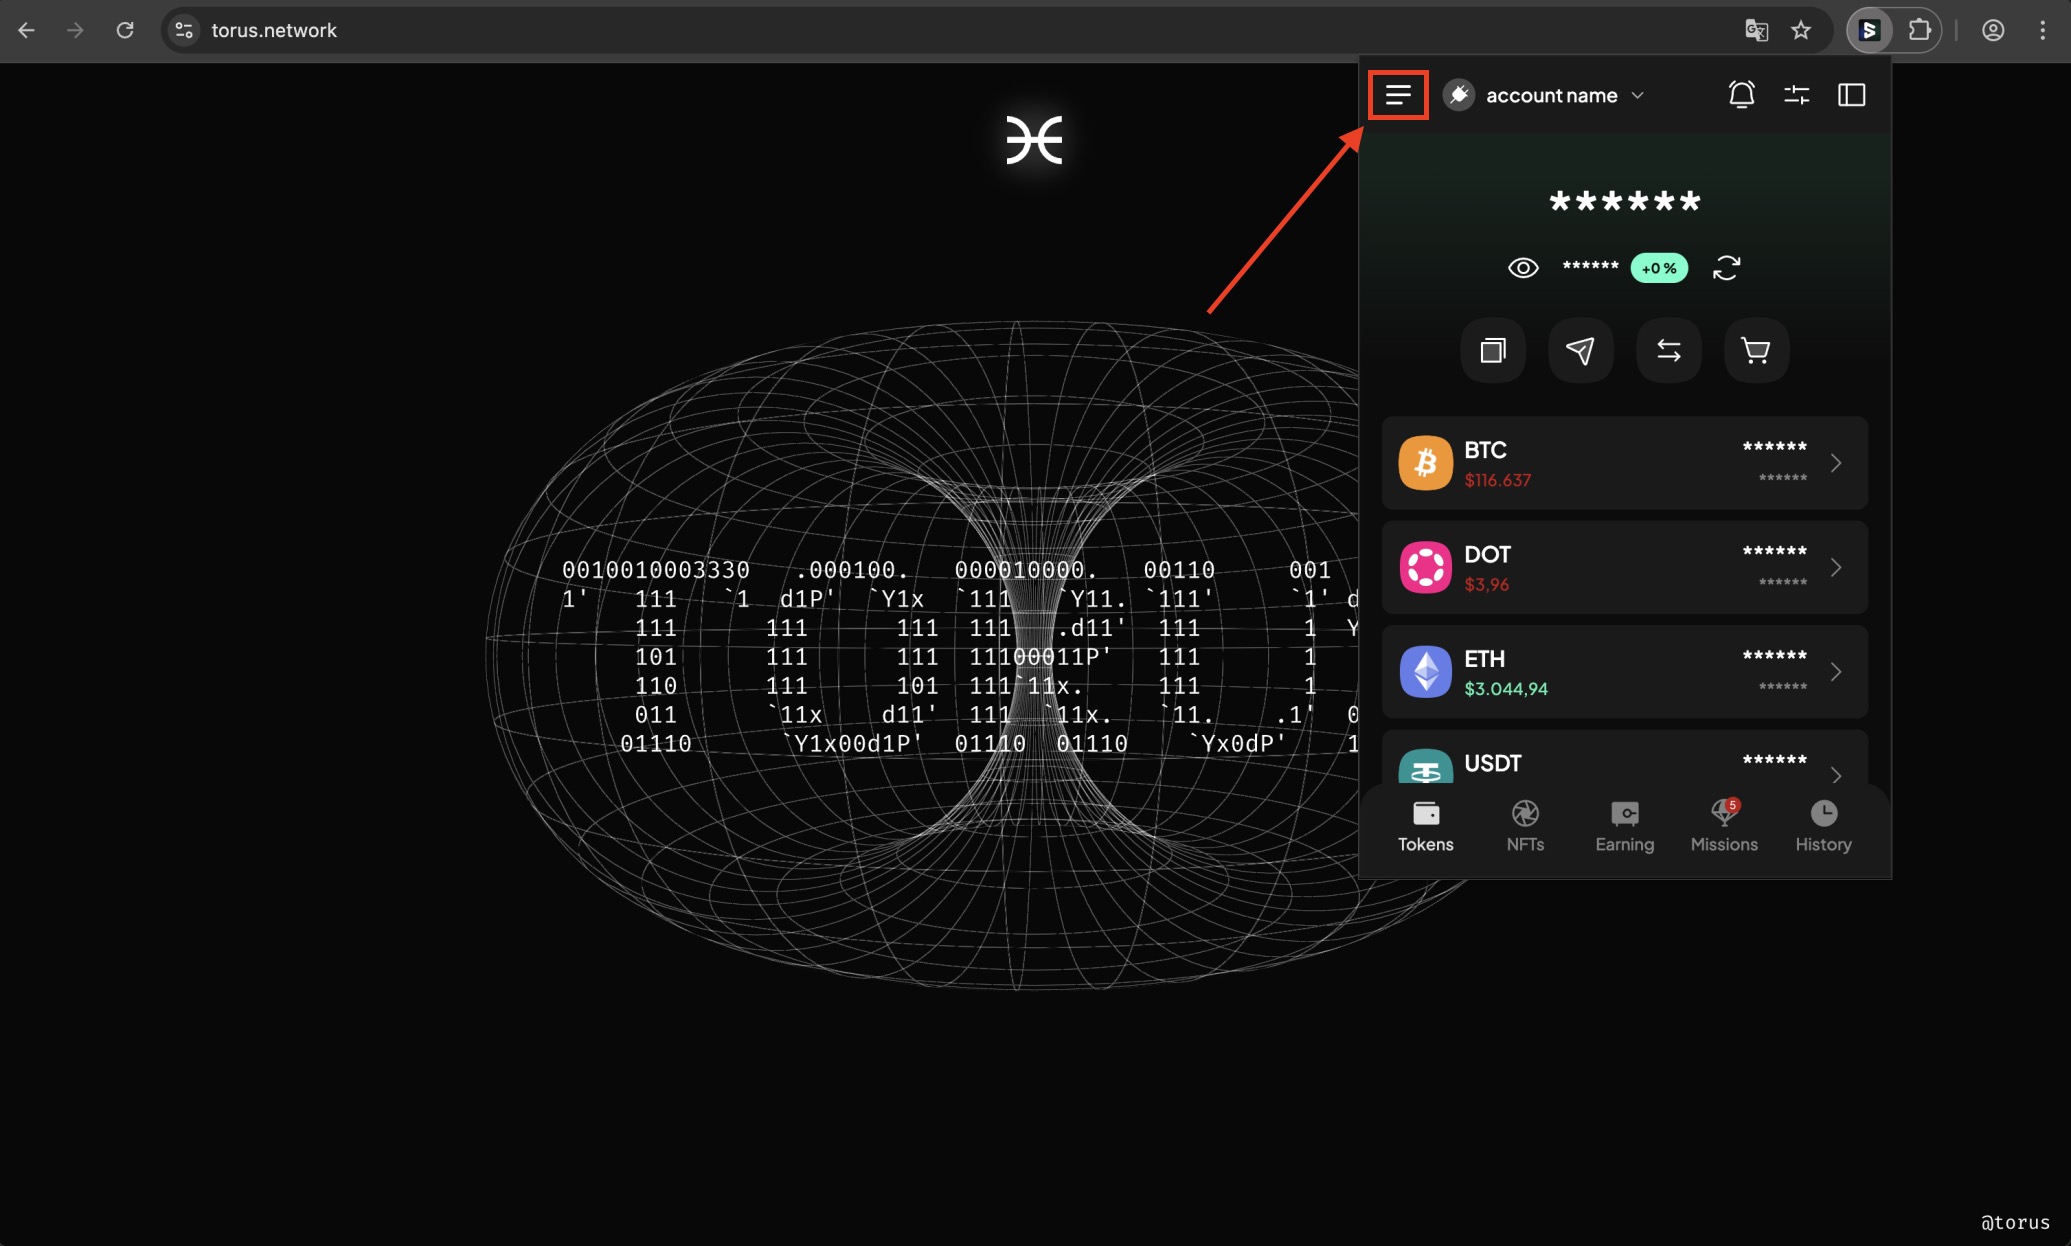 torus.network
account name
******
****** +0 %
BTC ******
$116.637 ******
DOT ******
$3,96 ******
ETH ******
$3.044,94 ******
USDT ******
5
Tokens NFTs Earning Missions History
0010010003330 .000100. 000010000. 00110 001
1' 111 `1 d1P' `Y1x `111 `Y11. `111' `1' d
111 111 111 111 .d11' 111 1 Y
101 111 111 11100011P' 111 1
110 111 101 111`11x. 111 1
011 `11x d11' 111 `11x. `11. .1' 0
01110 `Y1x00d1P' 01110 01110 `Yx0dP' 1
@torus